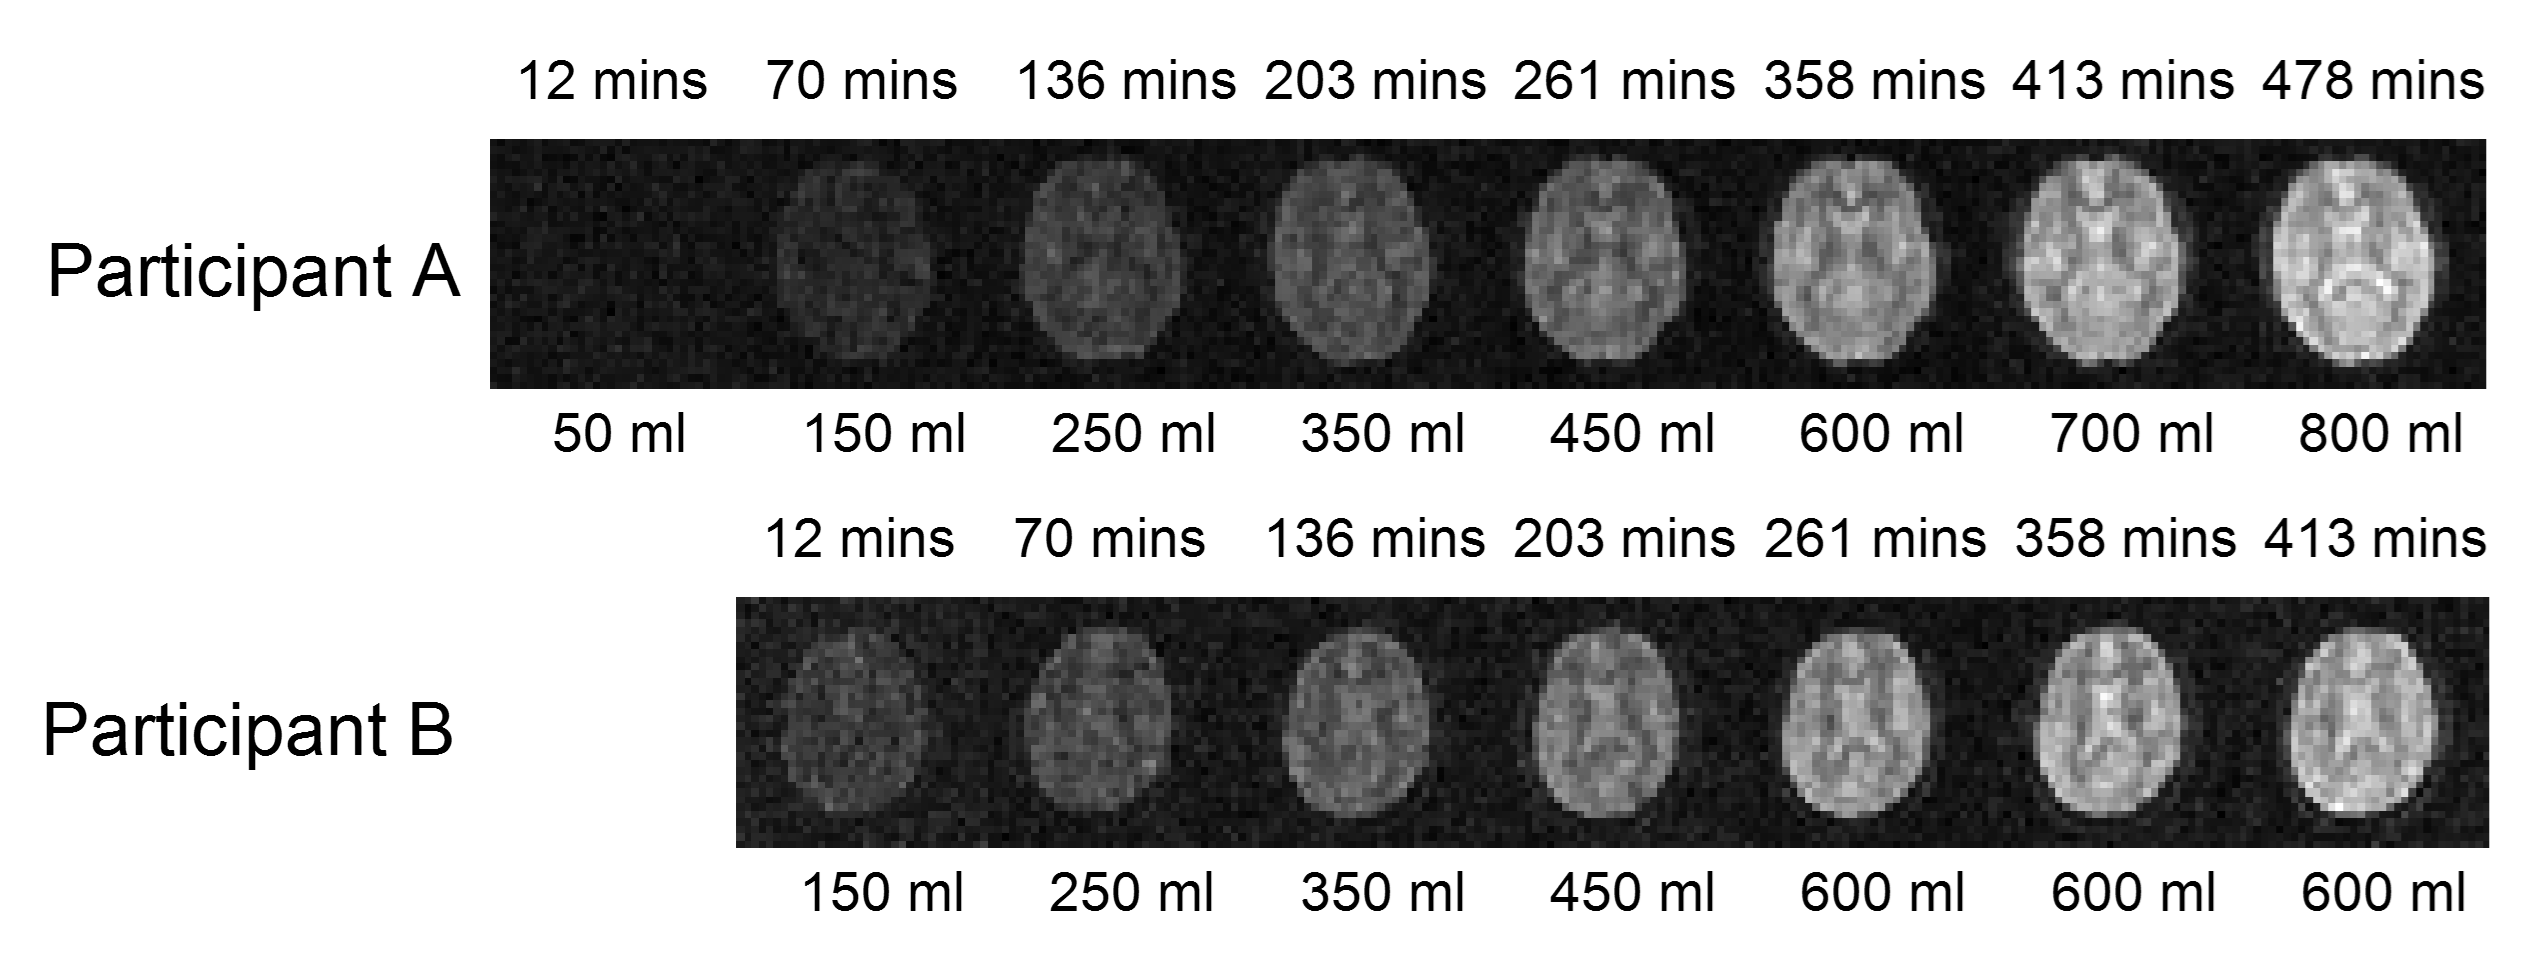 12 mins 70 mins 136 mins 203 mins 261 mins 358 mins 413 mins 478 mins
Participant A
50 ml 150 ml 250 ml 350 ml 450 ml 600 ml 700 ml 800 ml
12 mins 70 mins 136 mins 203 mins 261 mins 358 mins 413 mins
Participant B
150 ml 250 ml 350 ml 450 ml 600 ml 600 ml 600 ml